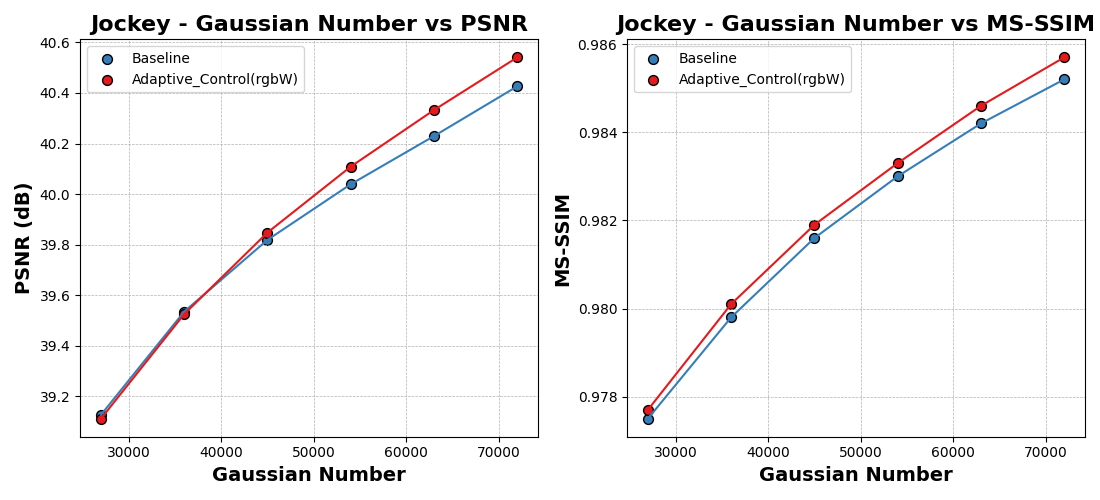 Jockey - Gaussian Number vs PSNR
Baseline
Adaptive_Control(rgbW)
40.6
40.4
40.2
40.0
39.8
39.6
39.4
39.2
PSNR (dB)
30000 40000 50000 60000 70000
Gaussian Number
Jockey - Gaussian Number vs MS-SSIM
Baseline
Adaptive_Control(rgbW)
0.986
0.984
0.982
0.980
0.978
MS-SSIM
30000 40000 50000 60000 70000
Gaussian Number